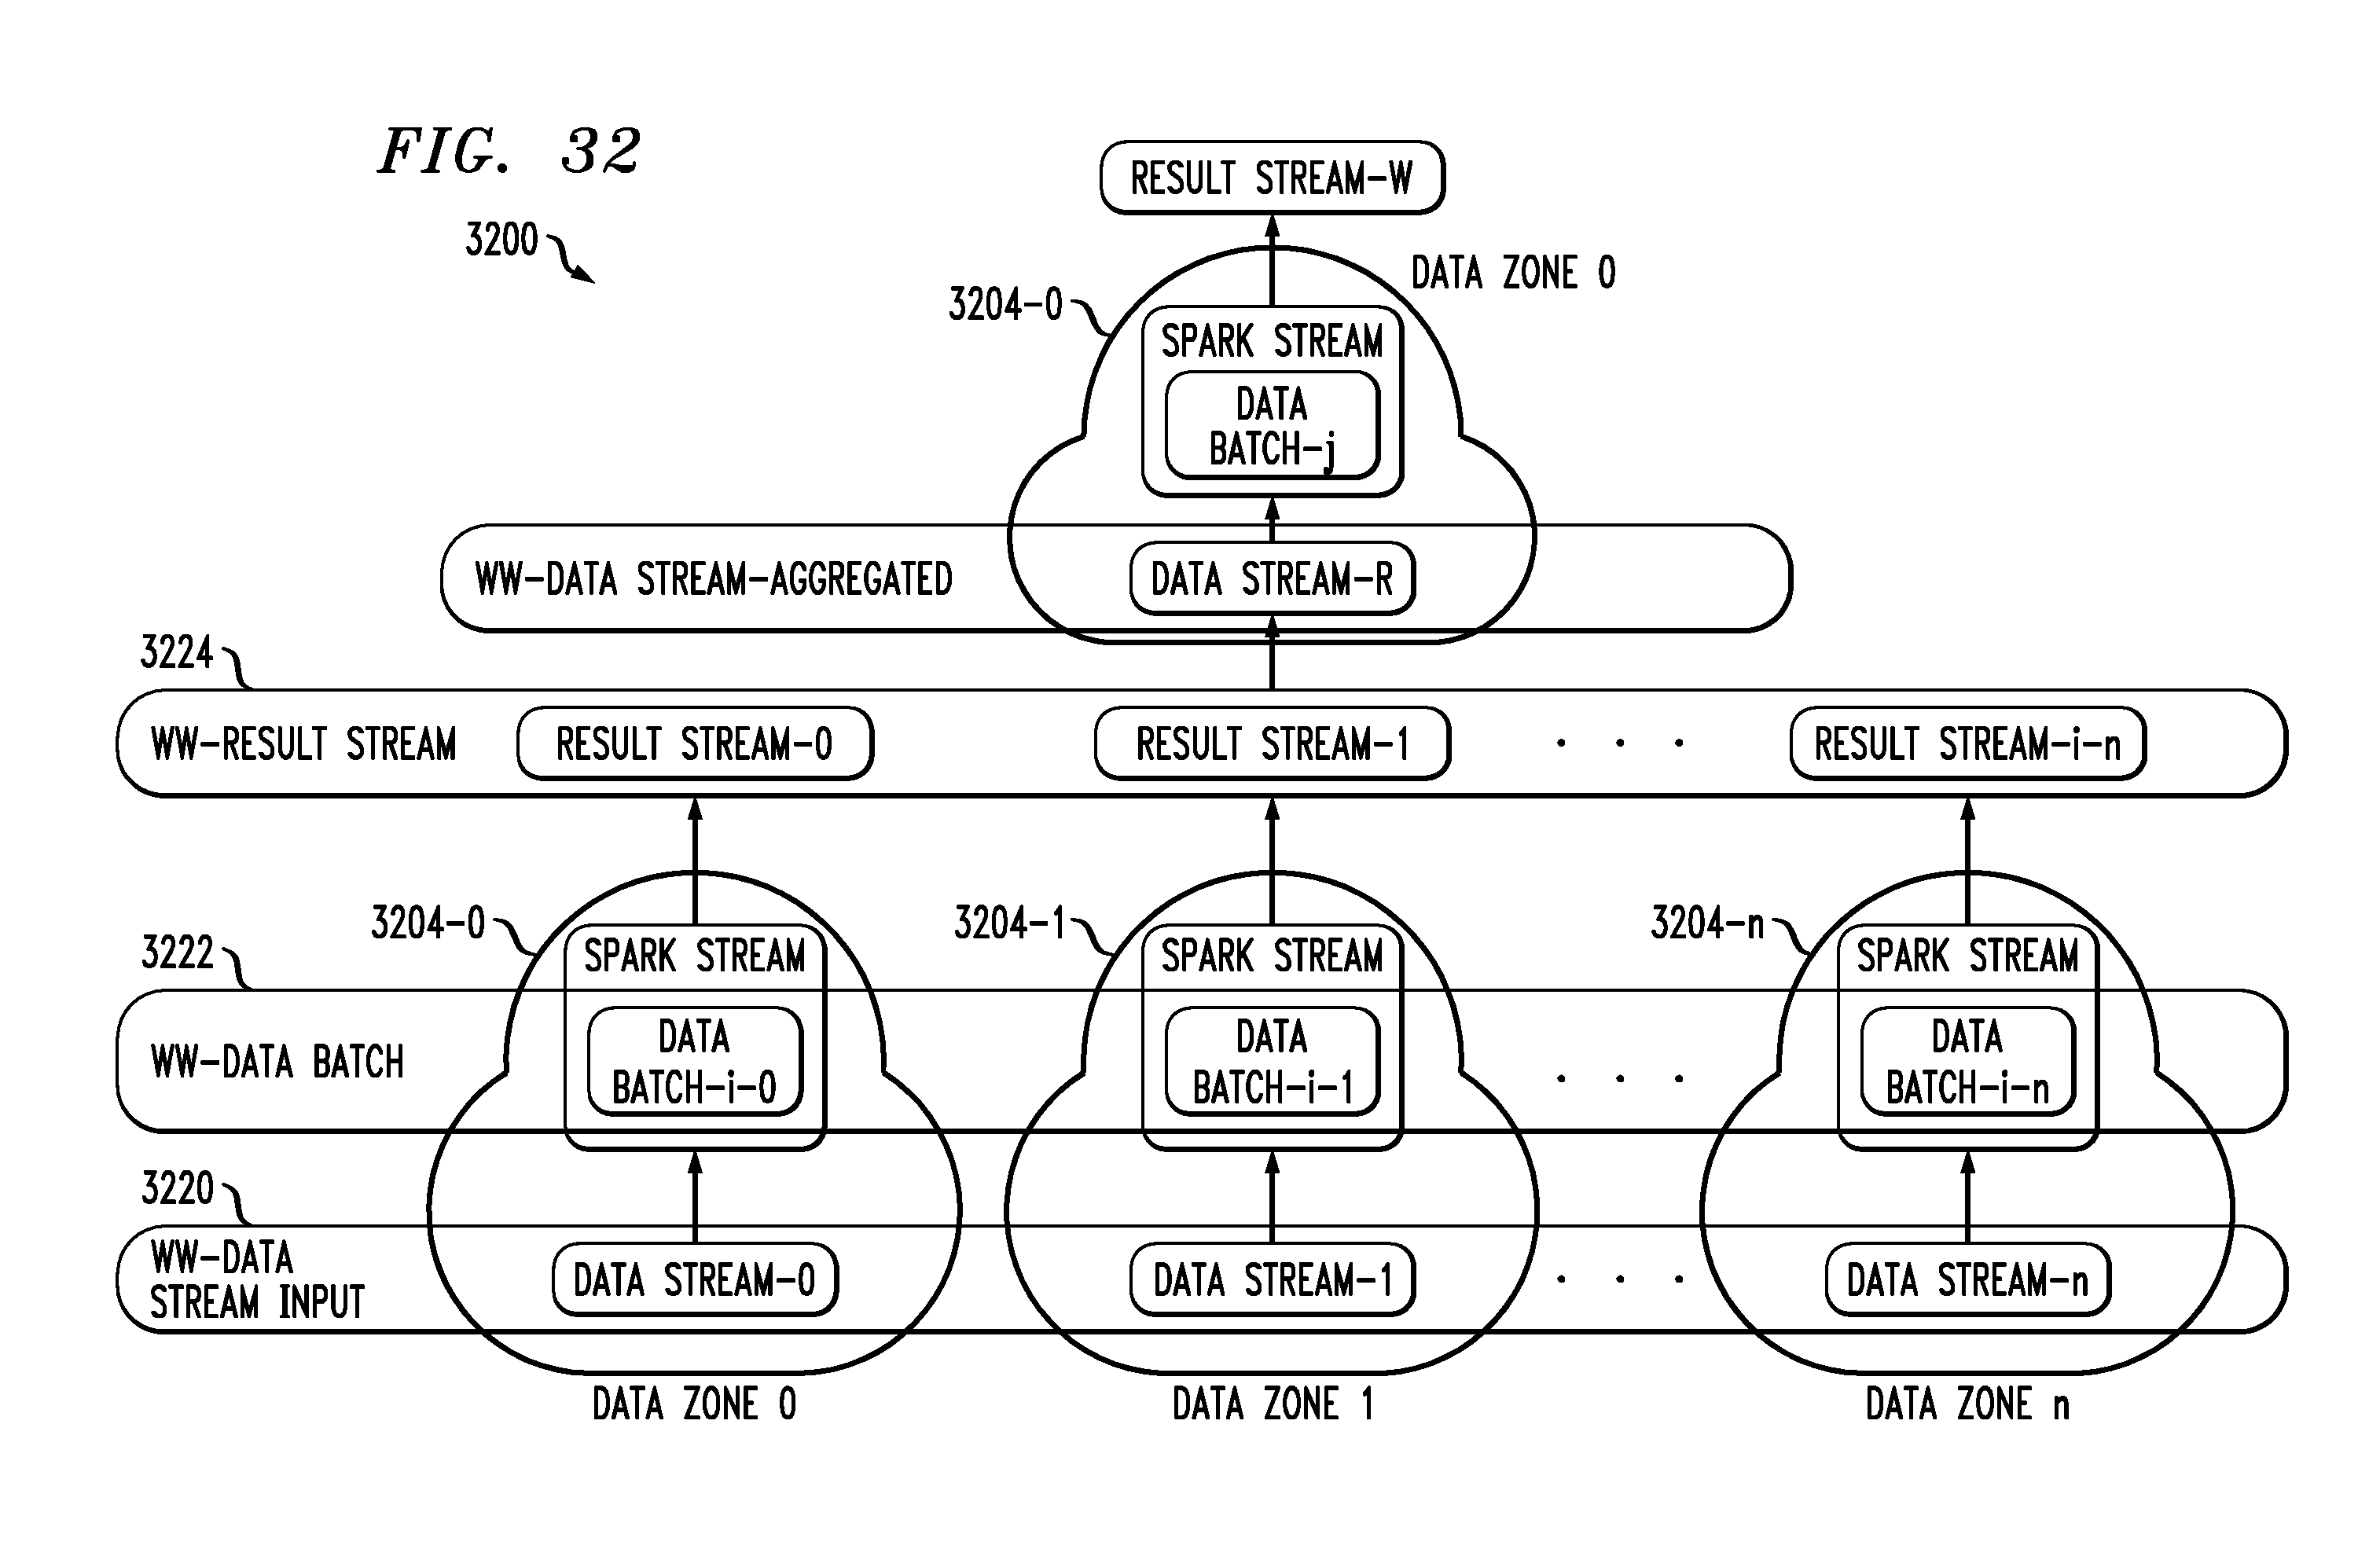 FIG. 32
3200
RESULT STREAM-W
DATA ZONE 0
3204-0
SPARK STREAM
DATA
BATCH-j
WW-DATA STREAM-AGGREGATED
DATA STREAM-R
3224
WW-RESULT STREAM
RESULT STREAM-0
RESULT STREAM-1
. . .
RESULT STREAM-i-n
3204-0
3204-1
3204-n
3222
SPARK STREAM
SPARK STREAM
SPARK STREAM
WW-DATA BATCH
DATA
BATCH-i-0
DATA
BATCH-i-1
. . .
DATA
BATCH-i-n
3220
WW-DATA
STREAM INPUT
DATA STREAM-0
DATA STREAM-1
. . .
DATA STREAM-n
DATA ZONE 0
DATA ZONE 1
DATA ZONE n